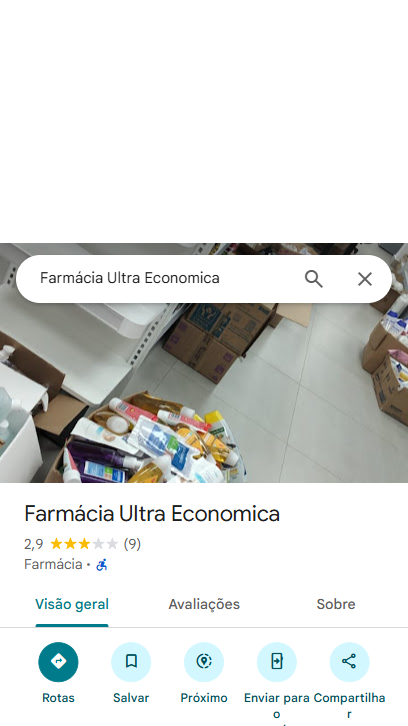 Farmácia Ultra Economica
Farmácia Ultra Economica
2,9 (9)
Farmácia ·
Visão geral
Avaliações
Sobre
Rotas
Salvar
Próximo
Enviar para
o
Compartilha
r